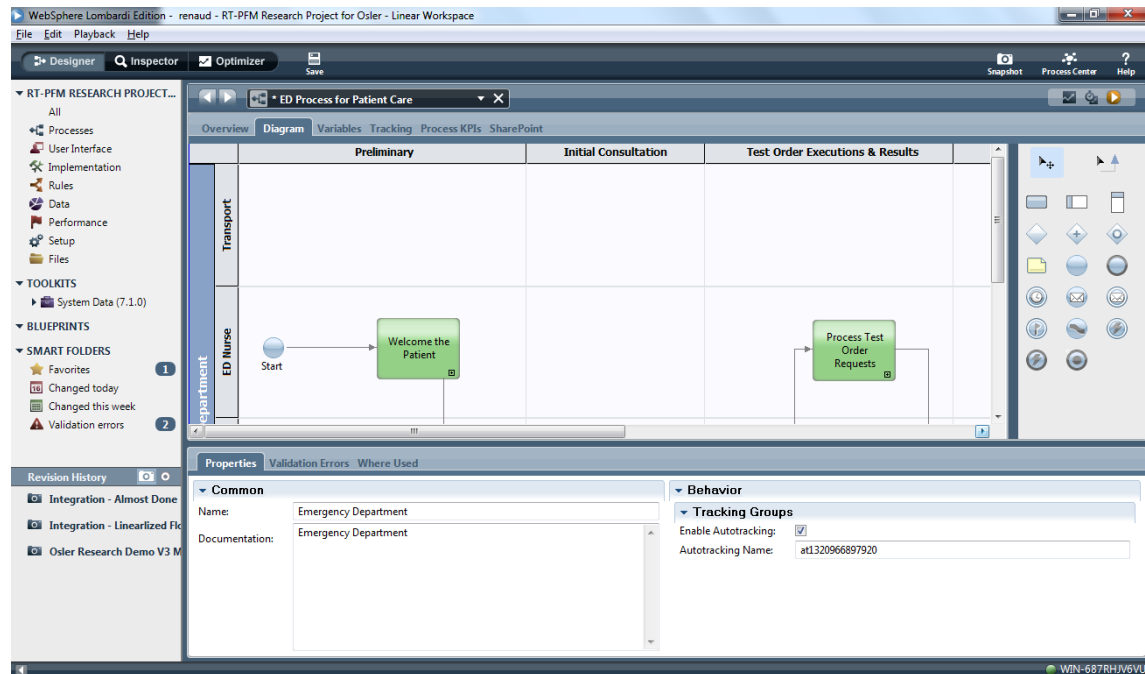 WebSphere Lombardi Edition - renaud - RT-PFM Research Project for Osler - Linear Workspace
File Edit Playback Help
Designer Inspector Optimizer Save Snapshot Process Center Help
RT-PFM RESEARCH PROJECT...
All
Processes
User Interface
Implementation
Rules
Data
Performance
Setup
Files
TOOLKITS
System Data (7.1.0)
BLUEPRINTS
SMART FOLDERS
Favorites 1
Changed today
Changed this week
Validation errors 2
Revision History
Integration - Almost Done
Integration - Linearlized Flo
Osler Research Demo V3 M
* ED Process for Patient Care
Overview Diagram Variables Tracking Process KPIs SharePoint
Preliminary Initial Consultation Test Order Executions & Results
Transport
ED Nurse
epartment
Start
Welcome the
Patient
Process Test
Order
Requests
Properties Validation Errors Where Used
Common
Name: Emergency Department
Documentation: Emergency Department
Behavior
Tracking Groups
Enable Autotracking:
Autotracking Name: at1320966897920
WIN-687RHJV6VU